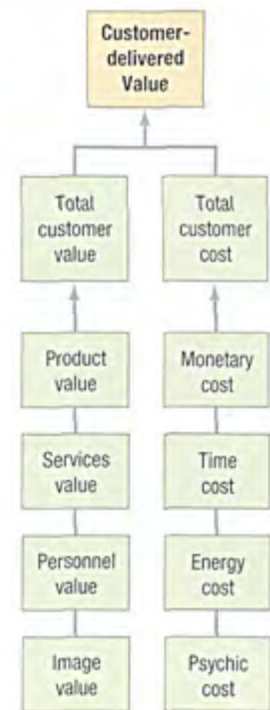 Customer-
delivered
Value
Total
customer
value
Total
customer
cost
Product
value
Monetary
cost
Services
value
Time
cost
Personnel
value
Energy
cost
Image
value
Psychic
cost